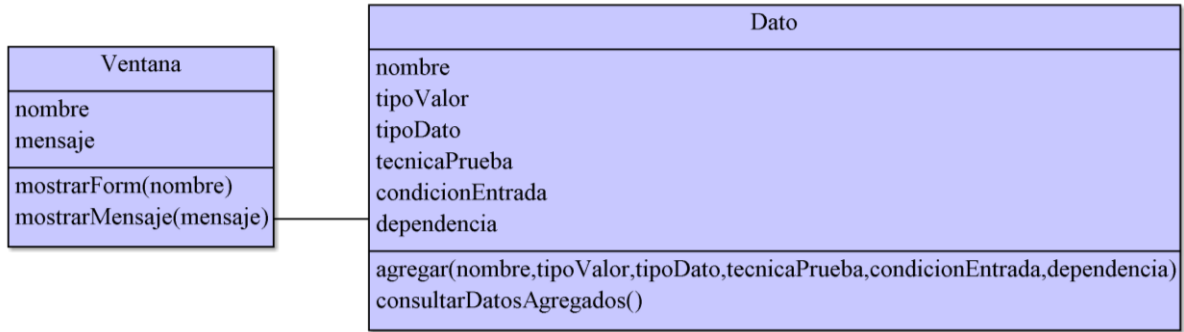 Ventana
nombre
mensaje
mostrarForm(nombre)
mostrarMensaje(mensaje)
Dato
nombre
tipoValor
tipoDato
tecnicaPrueba
condicionEntrada
dependencia
agregar(nombre,tipoValor,tipoDato,tecnicaPrueba,condicionEntrada,dependencia)
consultarDatosAgregados()